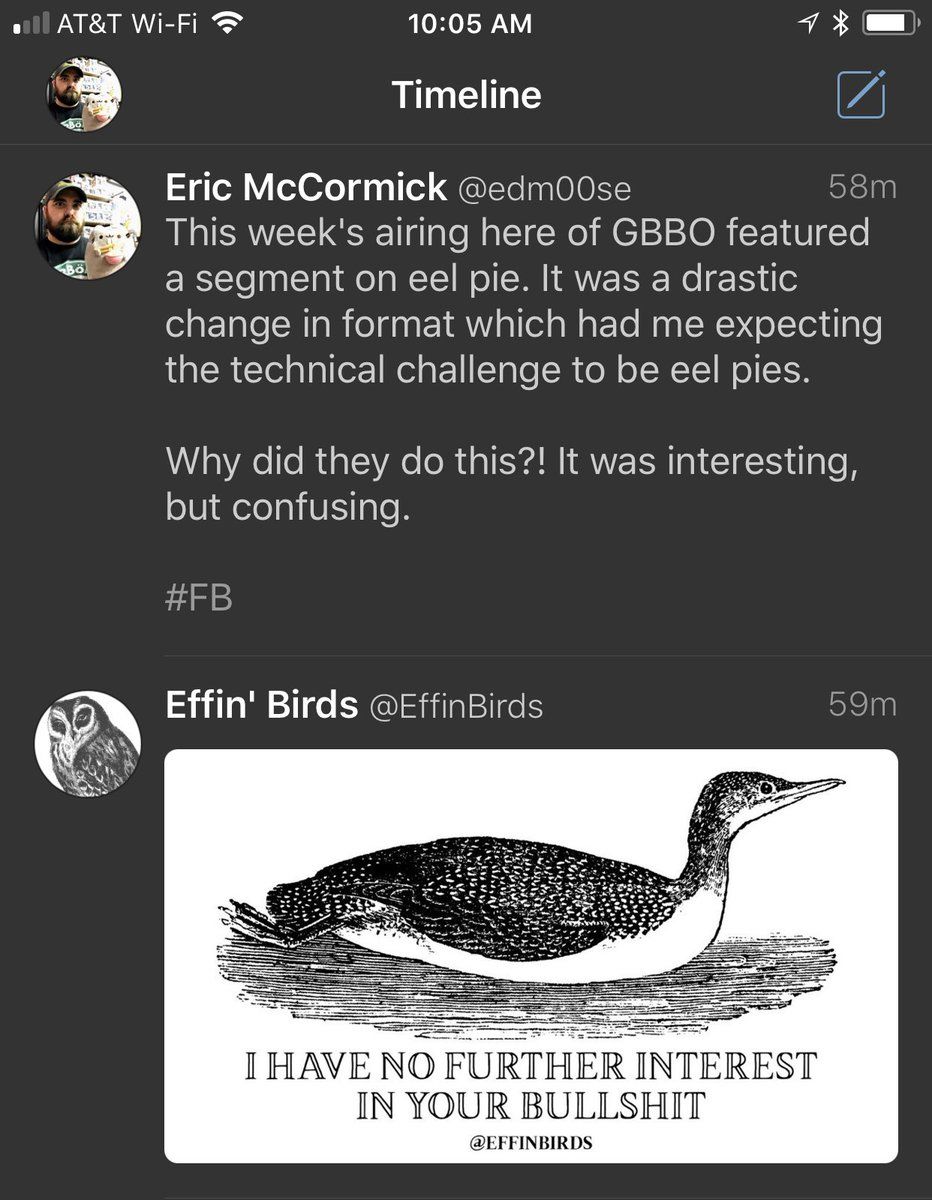 AT&T Wi-Fi 10:05 AM
Timeline
Eric McCormick @edm00se 58m
This week's airing here of GBBO featured
a segment on eel pie. It was a drastic
change in format which had me expecting
the technical challenge to be eel pies.
Why did they do this?! It was interesting,
but confusing.
#FB
Effin' Birds @EffinBirds 59m
I HAVE NO FURTHER INTEREST
IN YOUR BULLSHIT
@EFFINBIRDS